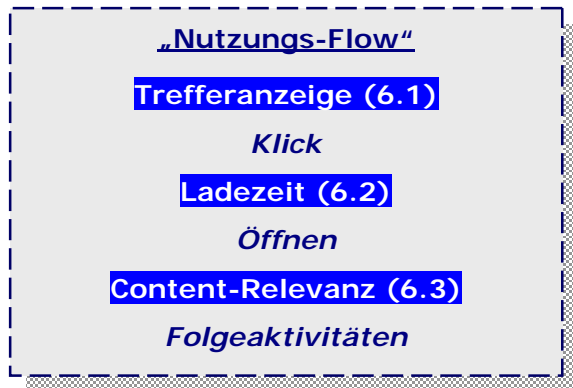 „Nutzungs-Flow“
Trefferanzeige (6.1)
Klick
Ladezeit (6.2)
Öffnen
Content-Relevanz (6.3)
Folgeaktivitäten